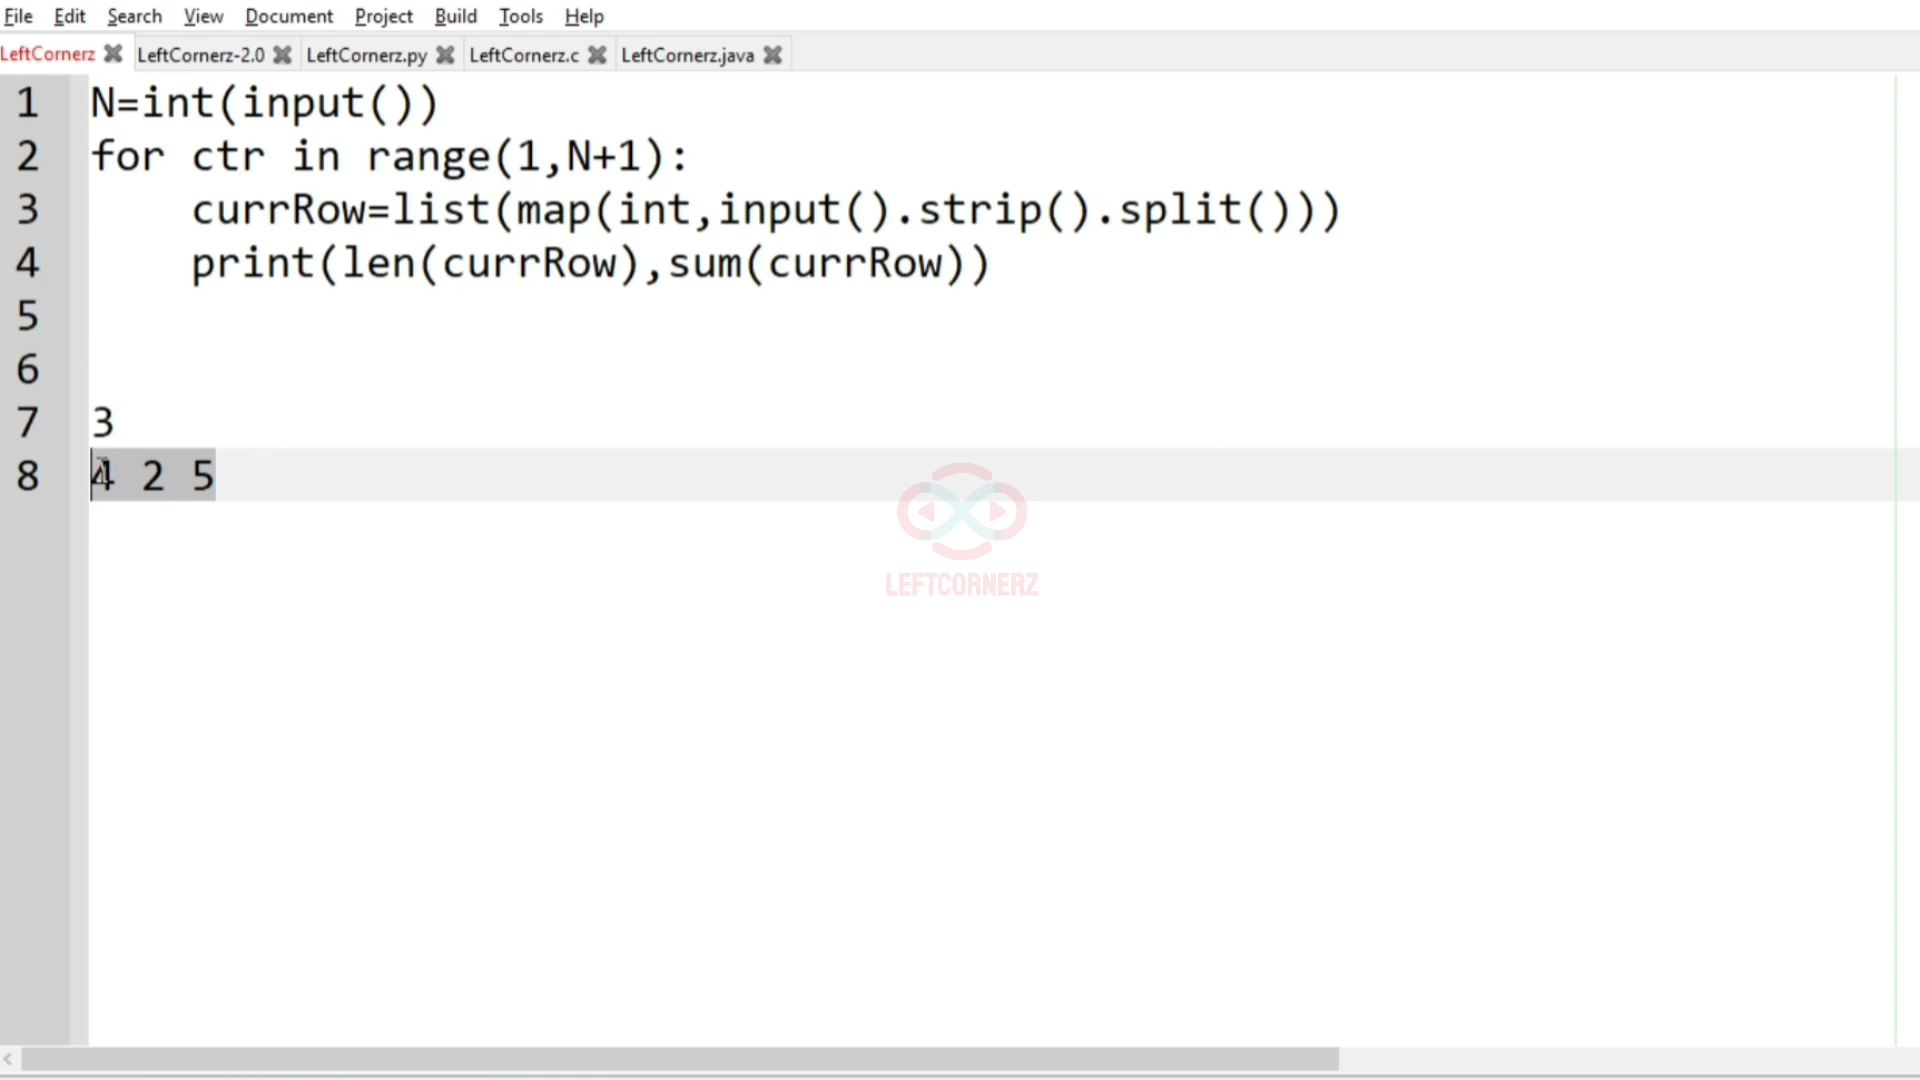 File Edit Search View Document Project Build Tools Help
LeftCornerz LeftCornerz-2.0 LeftCornerz.py LeftCornerz.c LeftCornerz.java
1 N=int(input())
2 for ctr in range(1,N+1):
3     currRow=list(map(int,input().strip().split()))
4     print(len(currRow),sum(currRow))
5
6
7 3
8 4 2 5
LEFTCORNERZ